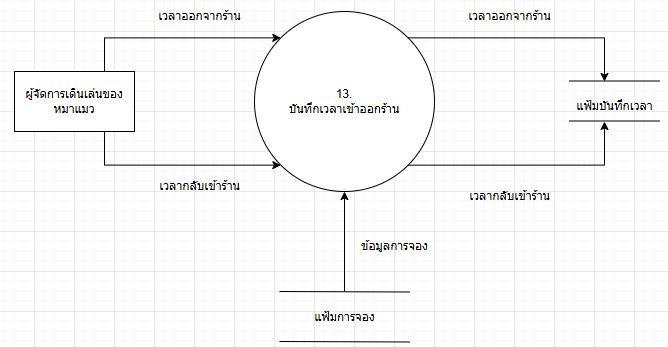 เวลาออกจากร้าน
เวลาออกจากร้าน
ผู้จัดการเดินเล่นของ
หมาแมว
13.
บันทึกเวลาเข้าออกร้าน
แฟ้มบันทึกเวลา
เวลากลับเข้าร้าน
เวลากลับเข้าร้าน
ข้อมูลการจอง
แฟ้มการจอง